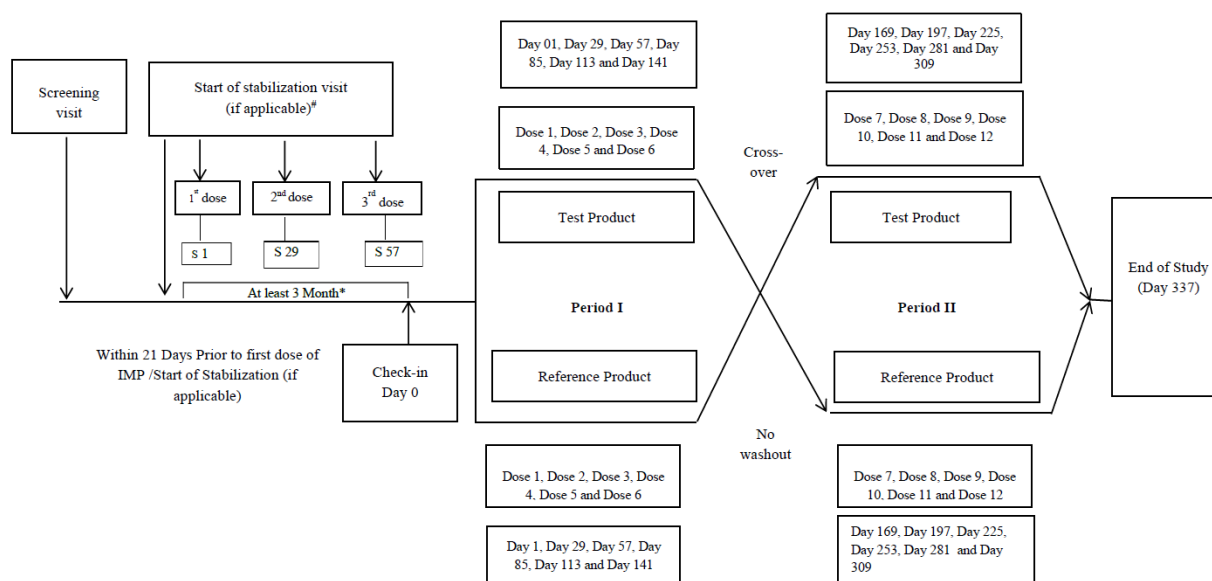 Screening
visit
Start of stabilization visit
(if applicable)#
1st dose
2nd dose
3rd dose
S 1
S 29
S 57
At least 3 Month*
Within 21 Days Prior to first dose of
IMP /Start of Stabilization (if
applicable)
Check-in
Day 0
Day 01, Day 29, Day 57, Day
85, Day 113 and Day 141
Dose 1, Dose 2, Dose 3, Dose
4, Dose 5 and Dose 6
Test Product
Period I
Reference Product
Dose 1, Dose 2, Dose 3, Dose
4, Dose 5 and Dose 6
Day 1, Day 29, Day 57, Day
85, Day 113 and Day 141
Cross-
over
No
washout
Day 169, Day 197, Day 225,
Day 253, Day 281 and Day
309
Dose 7, Dose 8, Dose 9, Dose
10, Dose 11 and Dose 12
Test Product
Period II
Reference Product
Dose 7, Dose 8, Dose 9, Dose
10, Dose 11 and Dose 12
Day 169, Day 197, Day 225,
Day 253, Day 281 and Day
309
End of Study
(Day 337)